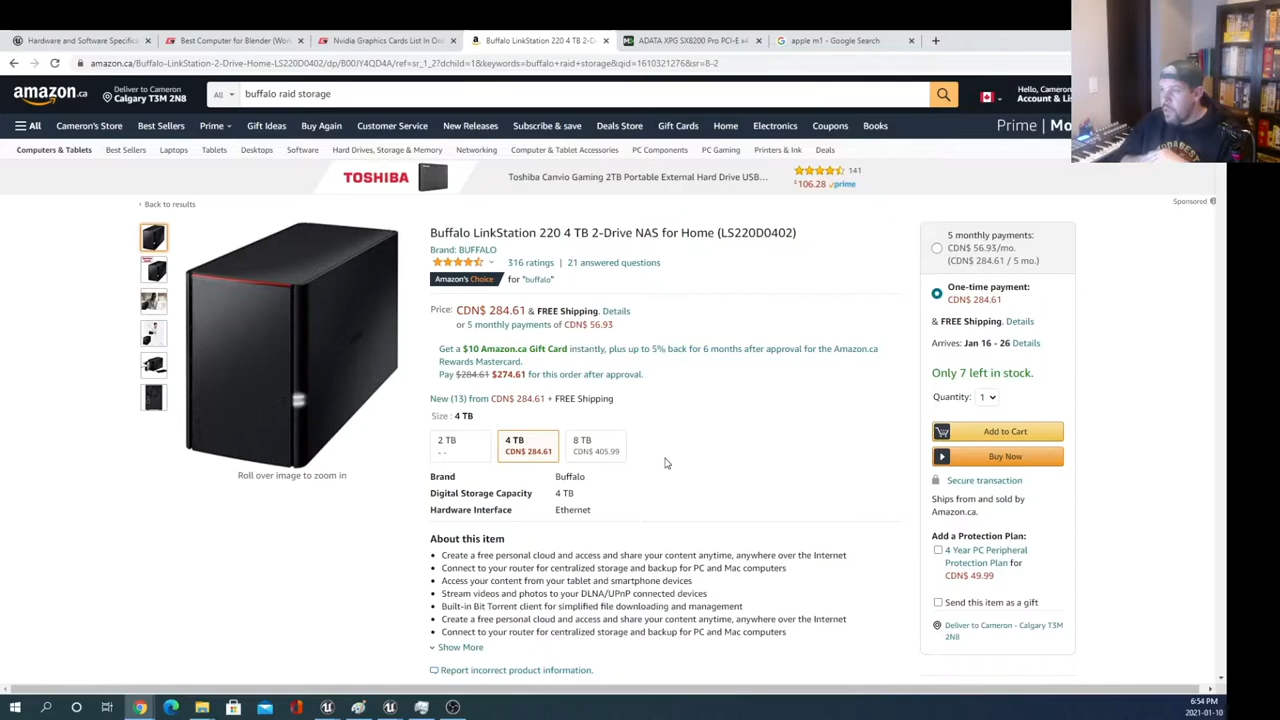 Hardware and Software Specific
Best Computer for Blender (Wor
Nvidia Graphics Cards List In Ord
Buffalo LinkStation 220 4 TB 2-D
ADATA XPG SX8200 Pro PCI-E x4
apple m1 - Google Search
amazon.ca/Buffalo-LinkStation-2-Drive-Home-LS220D0402/dp/B00JY4QD4A/ref=sr_1_2?dchild=1&keywords=buffalo+raid+storage&qid=1610321276&sr=8-2
amazon.ca
Deliver to Cameron
Calgary T3M 2N8
All
buffalo raid storage
Hello, Cameron
Account & Lis
All
Cameron's Store
Best Sellers
Prime
Gift Ideas
Buy Again
Customer Service
New Releases
Subscribe & save
Deals Store
Gift Cards
Home
Electronics
Coupons
Books
Prime | Mo
Computers & Tablets
Best Sellers
Laptops
Tablets
Desktops
Software
Hard Drives, Storage & Memory
Networking
Computer & Tablet Accessories
PC Components
PC Gaming
Printers & Ink
Deals
TOSHIBA
Toshiba Canvio Gaming 2TB Portable External Hard Drive USB...
141
$106.28 prime
Sponsored
‹ Back to results
Roll over image to zoom in
Buffalo LinkStation 220 4 TB 2-Drive NAS for Home (LS220D0402)
Brand: BUFFALO
316 ratings | 21 answered questions
Amazon's Choice for "buffalo"
Price: CDN$ 284.61 & FREE Shipping. Details
or 5 monthly payments of CDN$ 56.93
Get a $10 Amazon.ca Gift Card instantly, plus up to 5% back for 6 months after approval for the Amazon.ca
Rewards Mastercard.
Pay $284.61 $274.61 for this order after approval.
New (13) from CDN$ 284.61 + FREE Shipping
Size : 4 TB
2 TB
- -
4 TB
CDN$ 284.61
8 TB
CDN$ 405.99
Brand Buffalo
Digital Storage Capacity 4 TB
Hardware Interface Ethernet
About this item
• Create a free personal cloud and access and share your content anytime, anywhere over the Internet
• Connect to your router for centralized storage and backup for PC and Mac computers
• Access your content from your tablet and smartphone devices
• Stream videos and photos to your DLNA/UPnP connected devices
• Built-in Bit Torrent client for simplified file downloading and management
• Create a free personal cloud and access and share your content anytime, anywhere over the Internet
• Connect to your router for centralized storage and backup for PC and Mac computers
Show More
Report incorrect product information.
5 monthly payments:
CDN$ 56.93/mo.
(CDN$ 284.61 / 5 mo.)
One-time payment:
CDN$ 284.61
& FREE Shipping. Details
Arrives: Jan 16 - 26 Details
Only 7 left in stock.
Quantity: 1
Add to Cart
Buy Now
Secure transaction
Ships from and sold by
Amazon.ca.
Add a Protection Plan:
4 Year PC Peripheral
Protection Plan for
CDN$ 49.99
Send this item as a gift
Deliver to Cameron - Calgary T3M
2N8
6:54 PM
2021-01-10